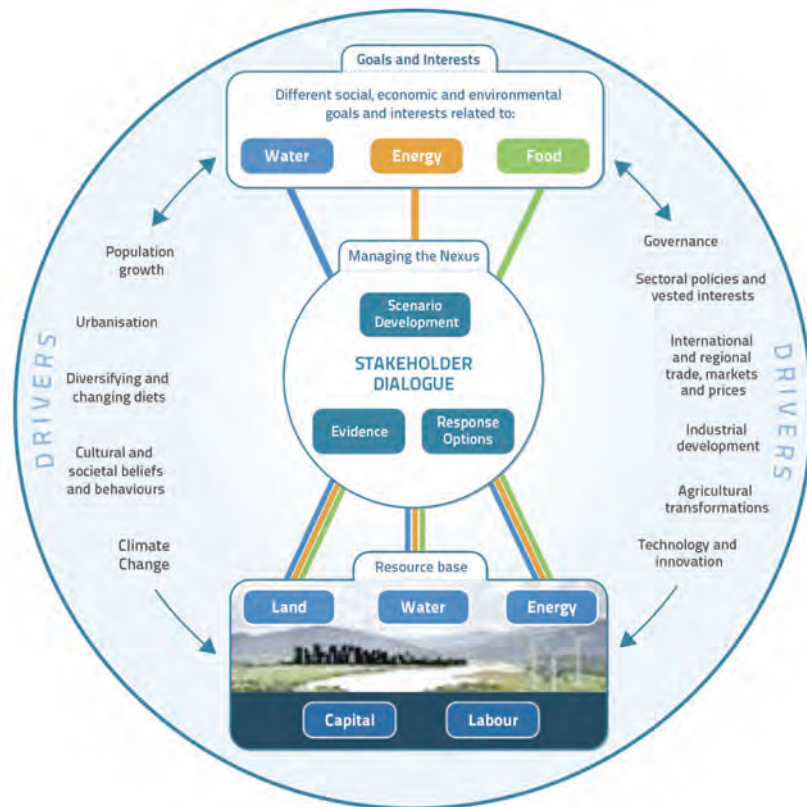 Goals and Interests
Different social, economic and environmental
goals and interests related to:
Water
Energy
Food
Managing the Nexus
Scenario
Development
STAKEHOLDER
DIALOGUE
Evidence
Response
Options
DRIVERS
Population
growth
Urbanisation
Diversifying and
changing diets
Cultural and
societal beliefs
and behaviours
Climate
Change
DRIVERS
Governance
Sectoral policies and
vested interests
International
and regional
trade, markets
and prices
Industrial
development
Agricultural
transformations
Technology and
innovation
Resource base
Land
Water
Energy
Capital
Labour